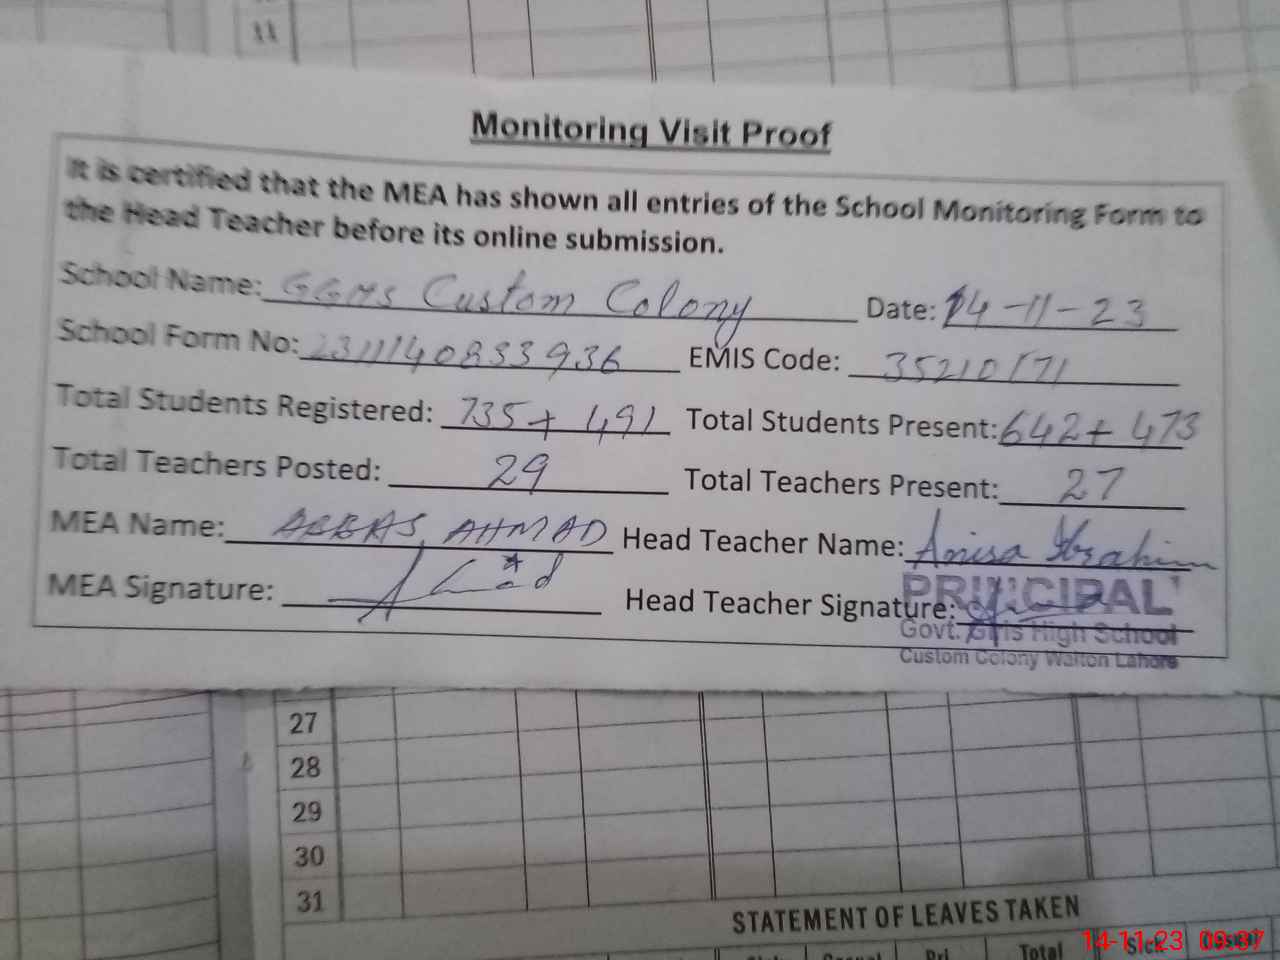 11
Monitoring Visit Proof
It is certified that the MEA has shown all entries of the School Monitoring Form to
the Head Teacher before its online submission.
School Name: GGHS Custom Colony Date: 14-11-23
School Form No: 2311140833936 EMIS Code: 35210171
Total Students Registered: 735+491 Total Students Present: 642+473
Total Teachers Posted: 29 Total Teachers Present: 27
MEA Name: ABBAS AHMAD Head Teacher Name: Anisa Ibrahim
MEA Signature: Head Teacher Signature:
PRINCIPAL
Govt. Girls High School
Custom Colony Walton Lahore
27
28
29
30
31
STATEMENT OF LEAVES TAKEN
Pri Total Sick
14-11-23 09:37